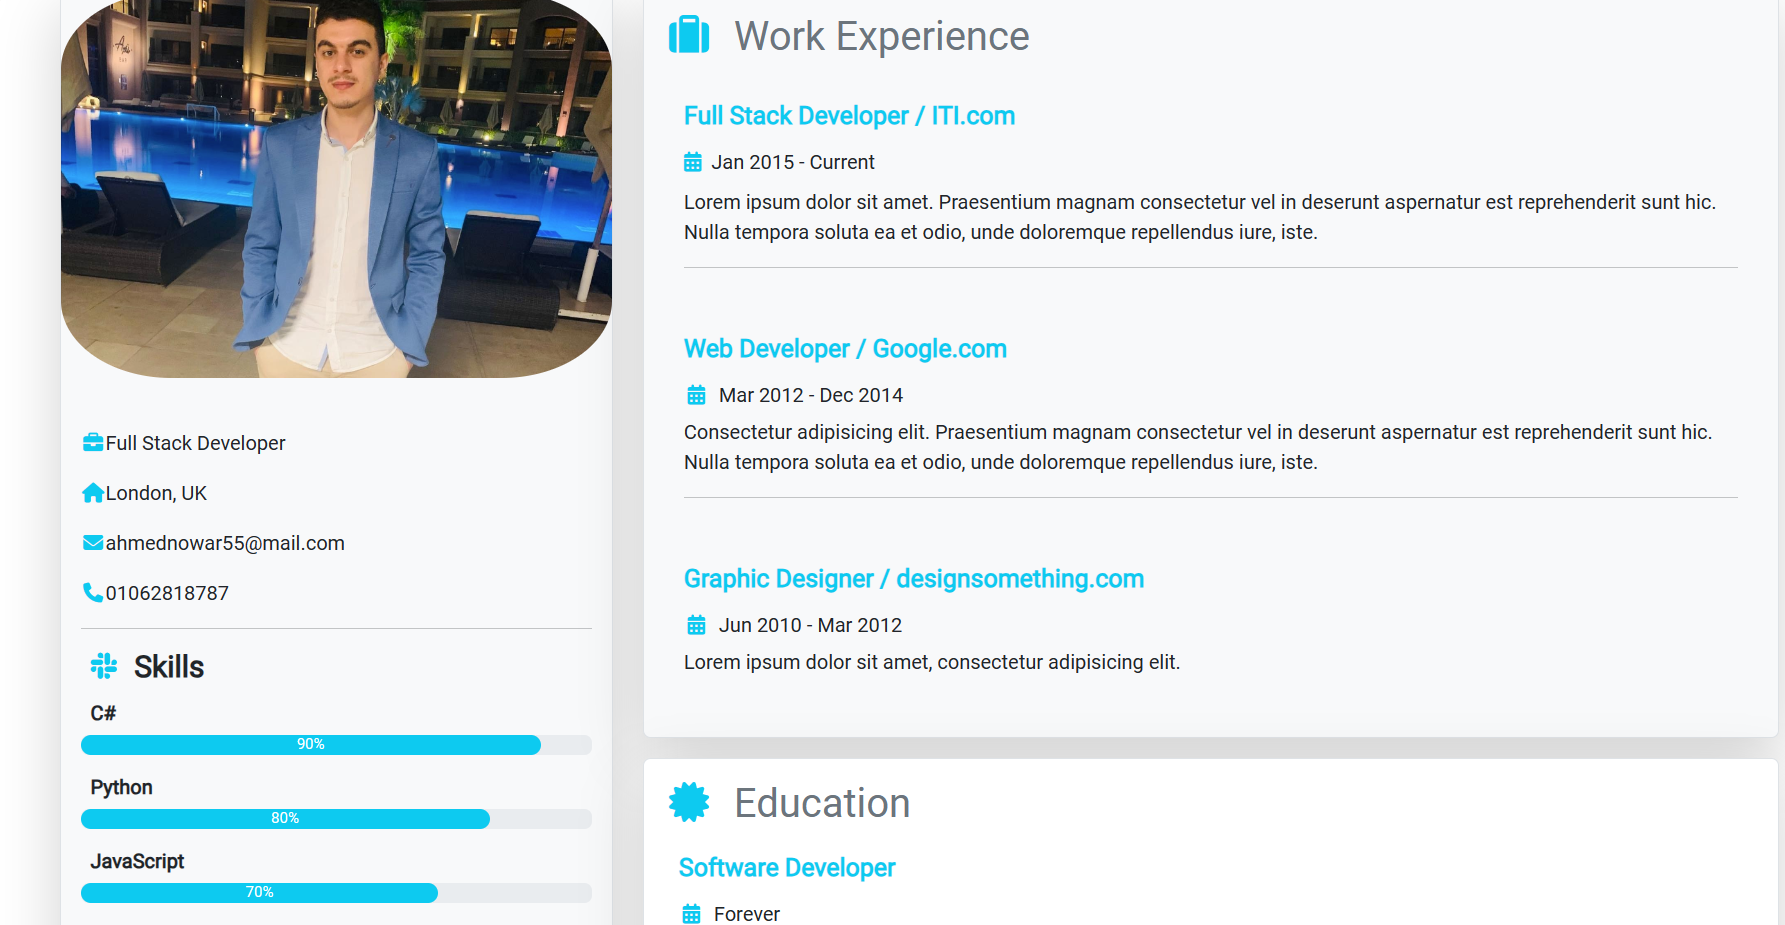 Full Stack Developer
London, UK
ahmednowar55@mail.com
01062818787
Skills
C#
90%
Python
80%
JavaScript
70%
Work Experience
Full Stack Developer / ITI.com
Jan 2015 - Current
Lorem ipsum dolor sit amet. Praesentium magnam consectetur vel in deserunt aspernatur est reprehenderit sunt hic.
Nulla tempora soluta ea et odio, unde doloremque repellendus iure, iste.
Web Developer / Google.com
Mar 2012 - Dec 2014
Consectetur adipisicing elit. Praesentium magnam consectetur vel in deserunt aspernatur est reprehenderit sunt hic.
Nulla tempora soluta ea et odio, unde doloremque repellendus iure, iste.
Graphic Designer / designsomething.com
Jun 2010 - Mar 2012
Lorem ipsum dolor sit amet, consectetur adipisicing elit.
Education
Software Developer
Forever